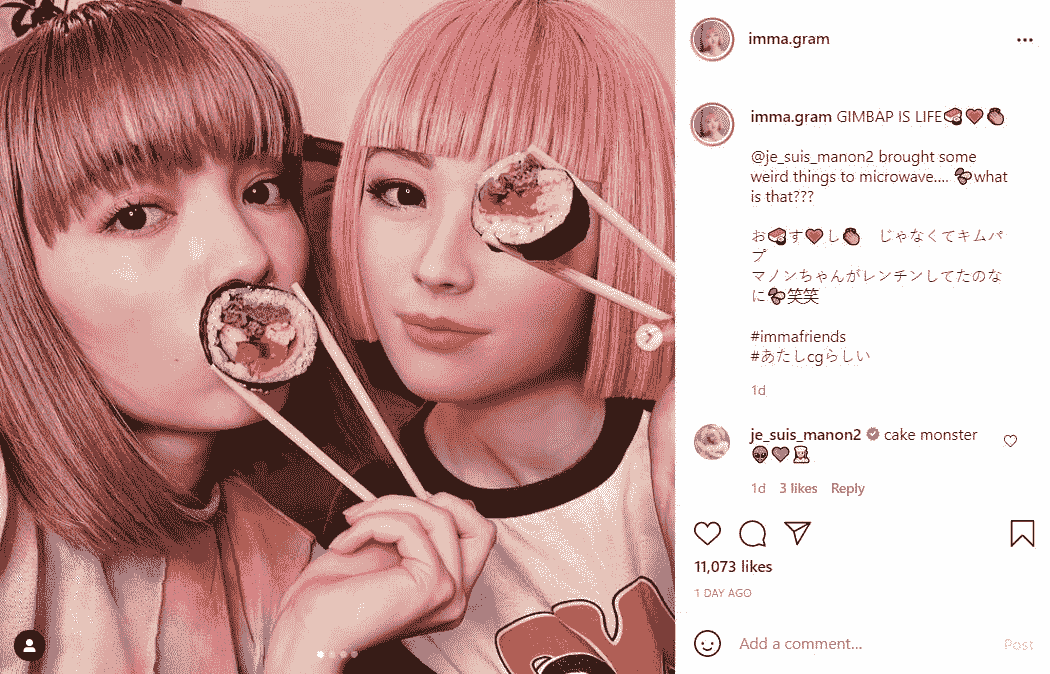 imma.gram
imma.gram GIMBAP IS LIFE🍣❤️👏
@je_suis_manon2 brought some
weird things to microwave.... 🫘what
is that???
お🍣す❤️し👏　じゃなくてキムパ
プ
マノンちゃんがレンチンしてたのな
に🫘笑笑
#immafriends
#あたしcgらしい
1d
je_suis_manon2 cake monster
👽❤️
1d 3 likes Reply
11,073 likes
1 DAY AGO
Add a comment...
Post